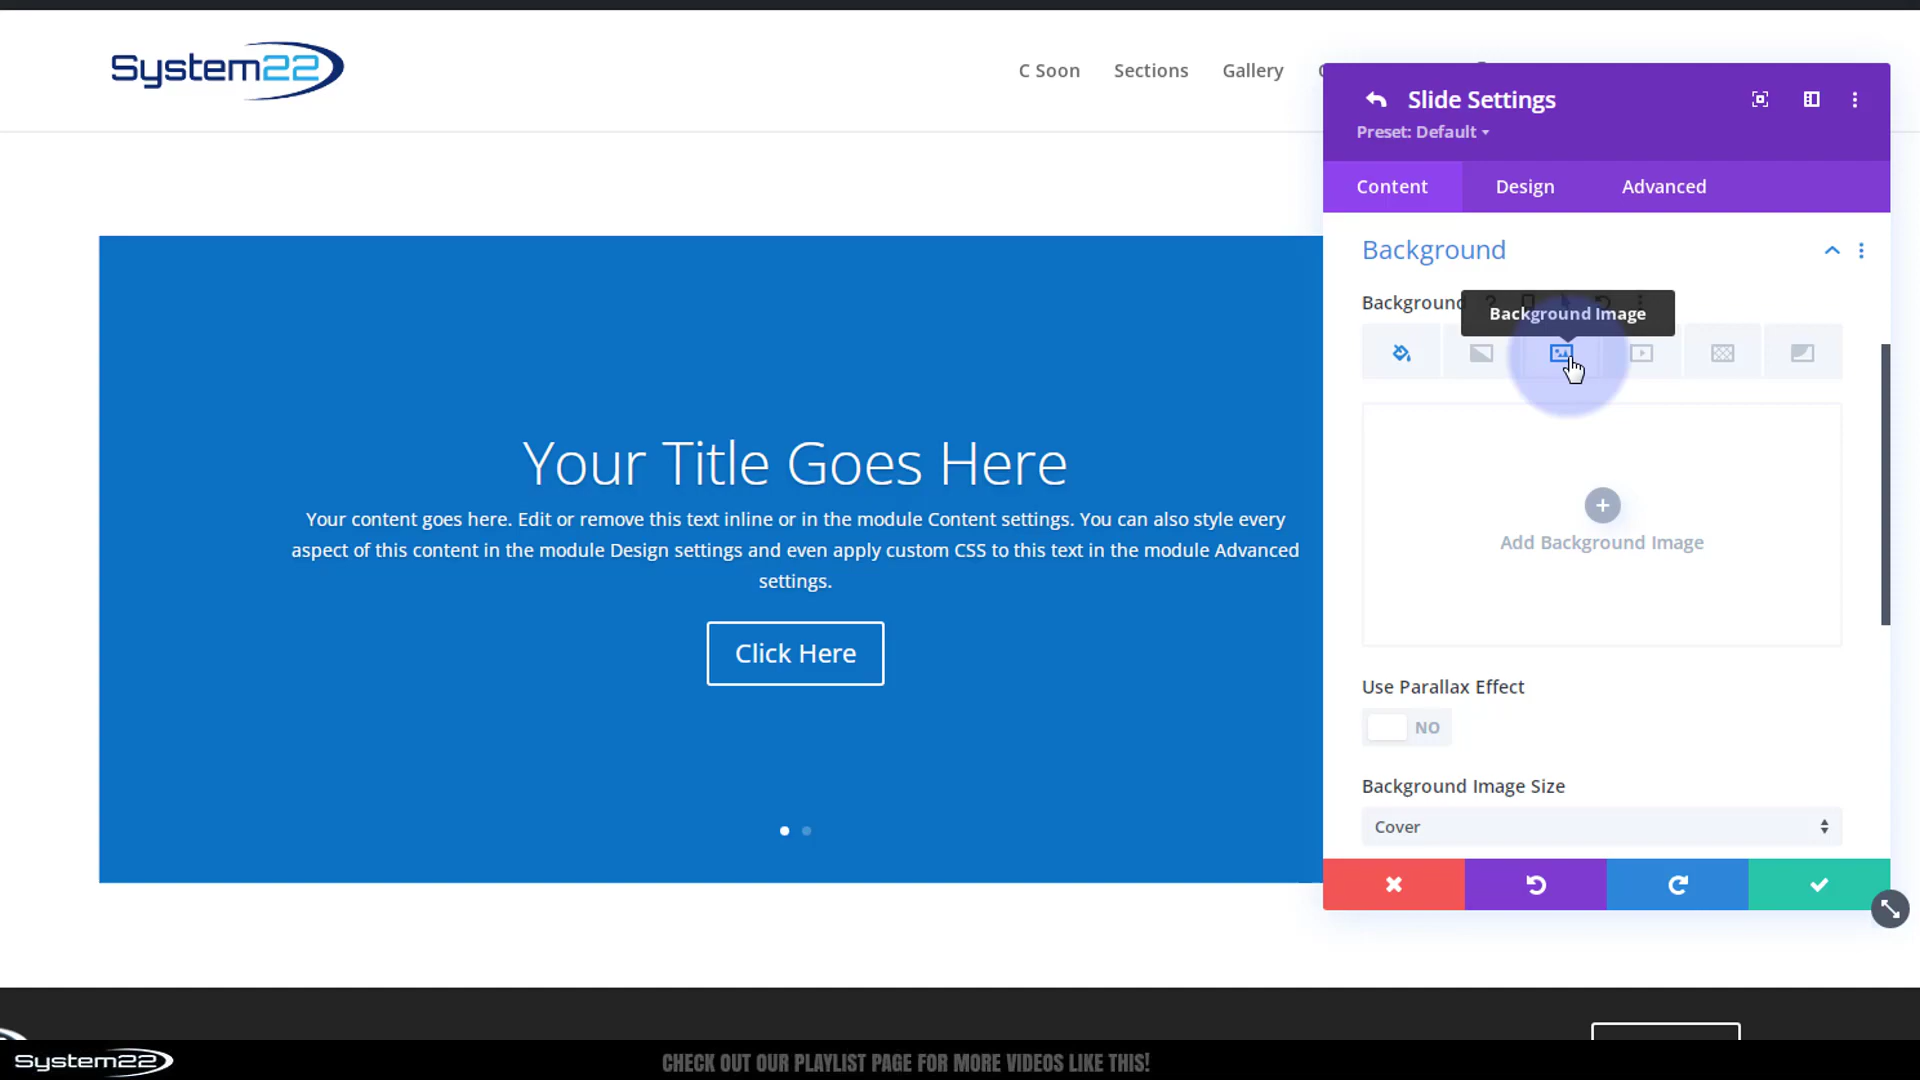 System22
C Soon
Sections
Gallery
Slide Settings
Preset: Default
Content
Design
Advanced
Background
Background
Background Image
Your Title Goes Here
Your content goes here. Edit or remove this text inline or in the module Content settings. You can also style every
aspect of this content in the module Design settings and even apply custom CSS to this text in the module Advanced
settings.
Click Here
Add Background Image
Use Parallax Effect
NO
Background Image Size
Cover
System22
CHECK OUT OUR PLAYLIST PAGE FOR MORE VIDEOS LIKE THIS!